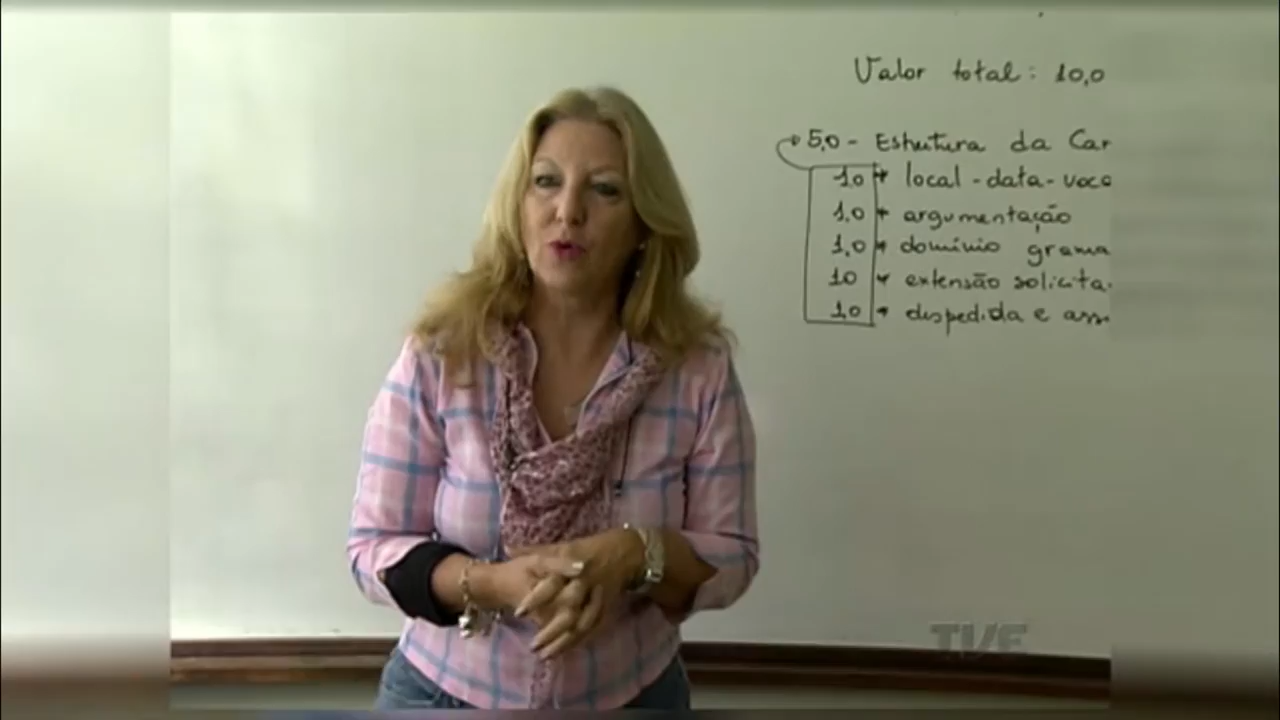 Valor total: 10,0
5,0 - Estrutura da Car
1,0 * local - data - voca
1,0 * argumentação
1,0 * domínio grama
1,0 * extensão solicita
1,0 * despedida e ass
TVE